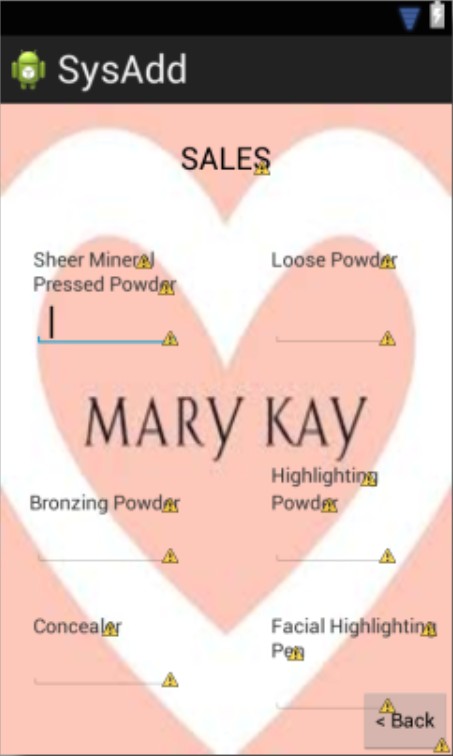 SysAdd
SALES
Sheer Mineral
Pressed Powder
Loose Powder
MARY KAY
Highlighting
Powder
Bronzing Powder
Concealer
Facial Highlighting
Pen
< Back